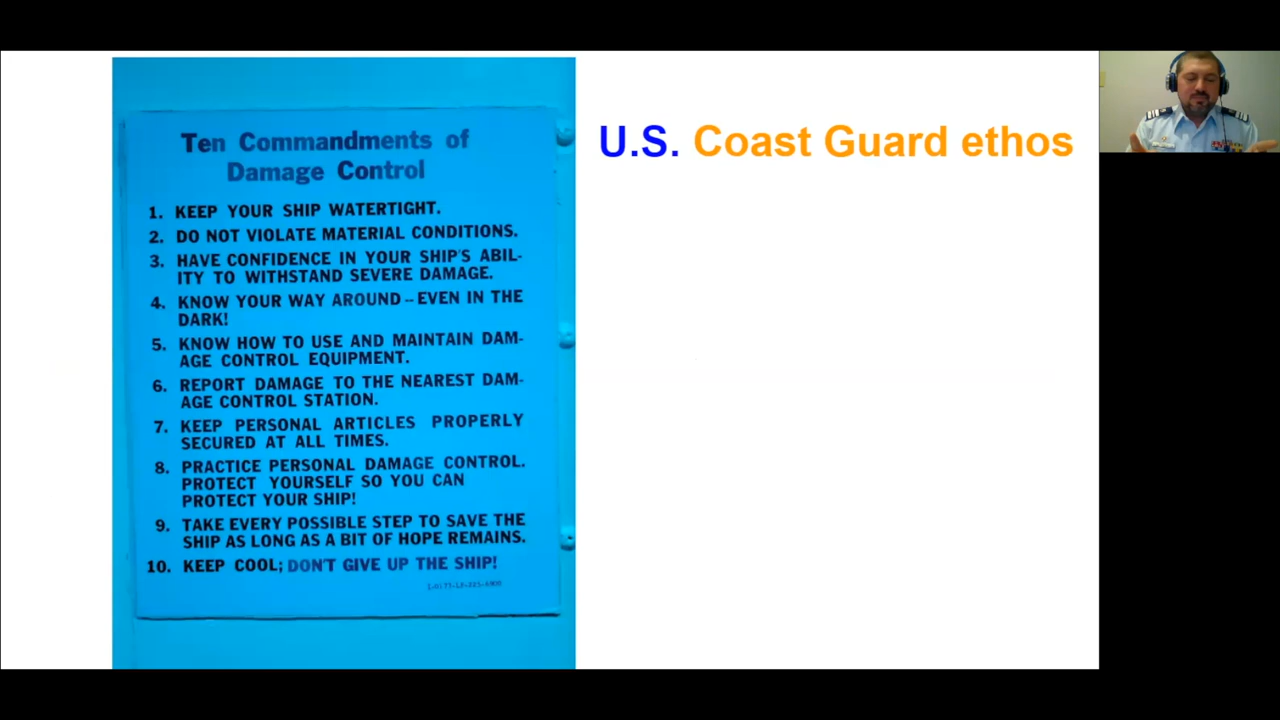 Ten Commandments of
Damage Control
1. KEEP YOUR SHIP WATERTIGHT.
2. DO NOT VIOLATE MATERIAL CONDITIONS.
3. HAVE CONFIDENCE IN YOUR SHIP'S ABIL-
ITY TO WITHSTAND SEVERE DAMAGE.
4. KNOW YOUR WAY AROUND--EVEN IN THE
DARK!
5. KNOW HOW TO USE AND MAINTAIN DAM-
AGE CONTROL EQUIPMENT.
6. REPORT DAMAGE TO THE NEAREST DAM-
AGE CONTROL STATION.
7. KEEP PERSONAL ARTICLES PROPERLY
SECURED AT ALL TIMES.
8. PRACTICE PERSONAL DAMAGE CONTROL.
PROTECT YOURSELF SO YOU CAN
PROTECT YOUR SHIP!
9. TAKE EVERY POSSIBLE STEP TO SAVE THE
SHIP AS LONG AS A BIT OF HOPE REMAINS.
10. KEEP COOL; DON'T GIVE UP THE SHIP!
U.S. Coast Guard ethos